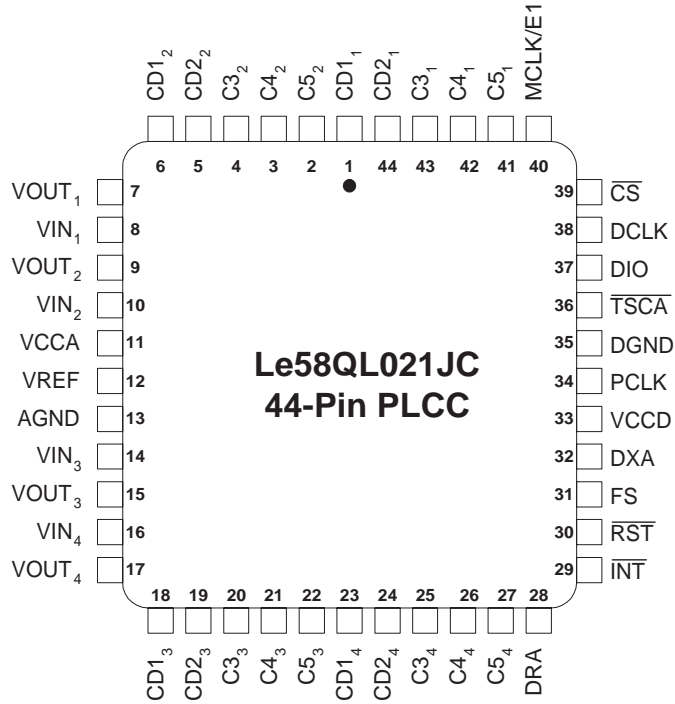 CD1₂ CD2₂ C3₂ C4₂ C5₂ CD1₁ CD2₁ C3₁ C4₁ C5₁ MCLK/E1
6 5 4 3 2 1 44 43 42 41 40
VOUT₁ 7 39 C̅S̅
VIN₁ 8 38 DCLK
VOUT₂ 9 37 DIO
VIN₂ 10 36 T̅S̅C̅A̅
VCCA 11 35 DGND
VREF 12 34 PCLK
AGND 13 33 VCCD
VIN₃ 14 32 DXA
VOUT₃ 15 31 FS
VIN₄ 16 30 R̅S̅T̅
VOUT₄ 17 29 I̅N̅T̅
Le58QL021JC
44-Pin PLCC
18 19 20 21 22 23 24 25 26 27 28
CD1₃ CD2₃ C3₃ C4₃ C5₃ CD1₄ CD2₄ C3₄ C4₄ C5₄ DRA